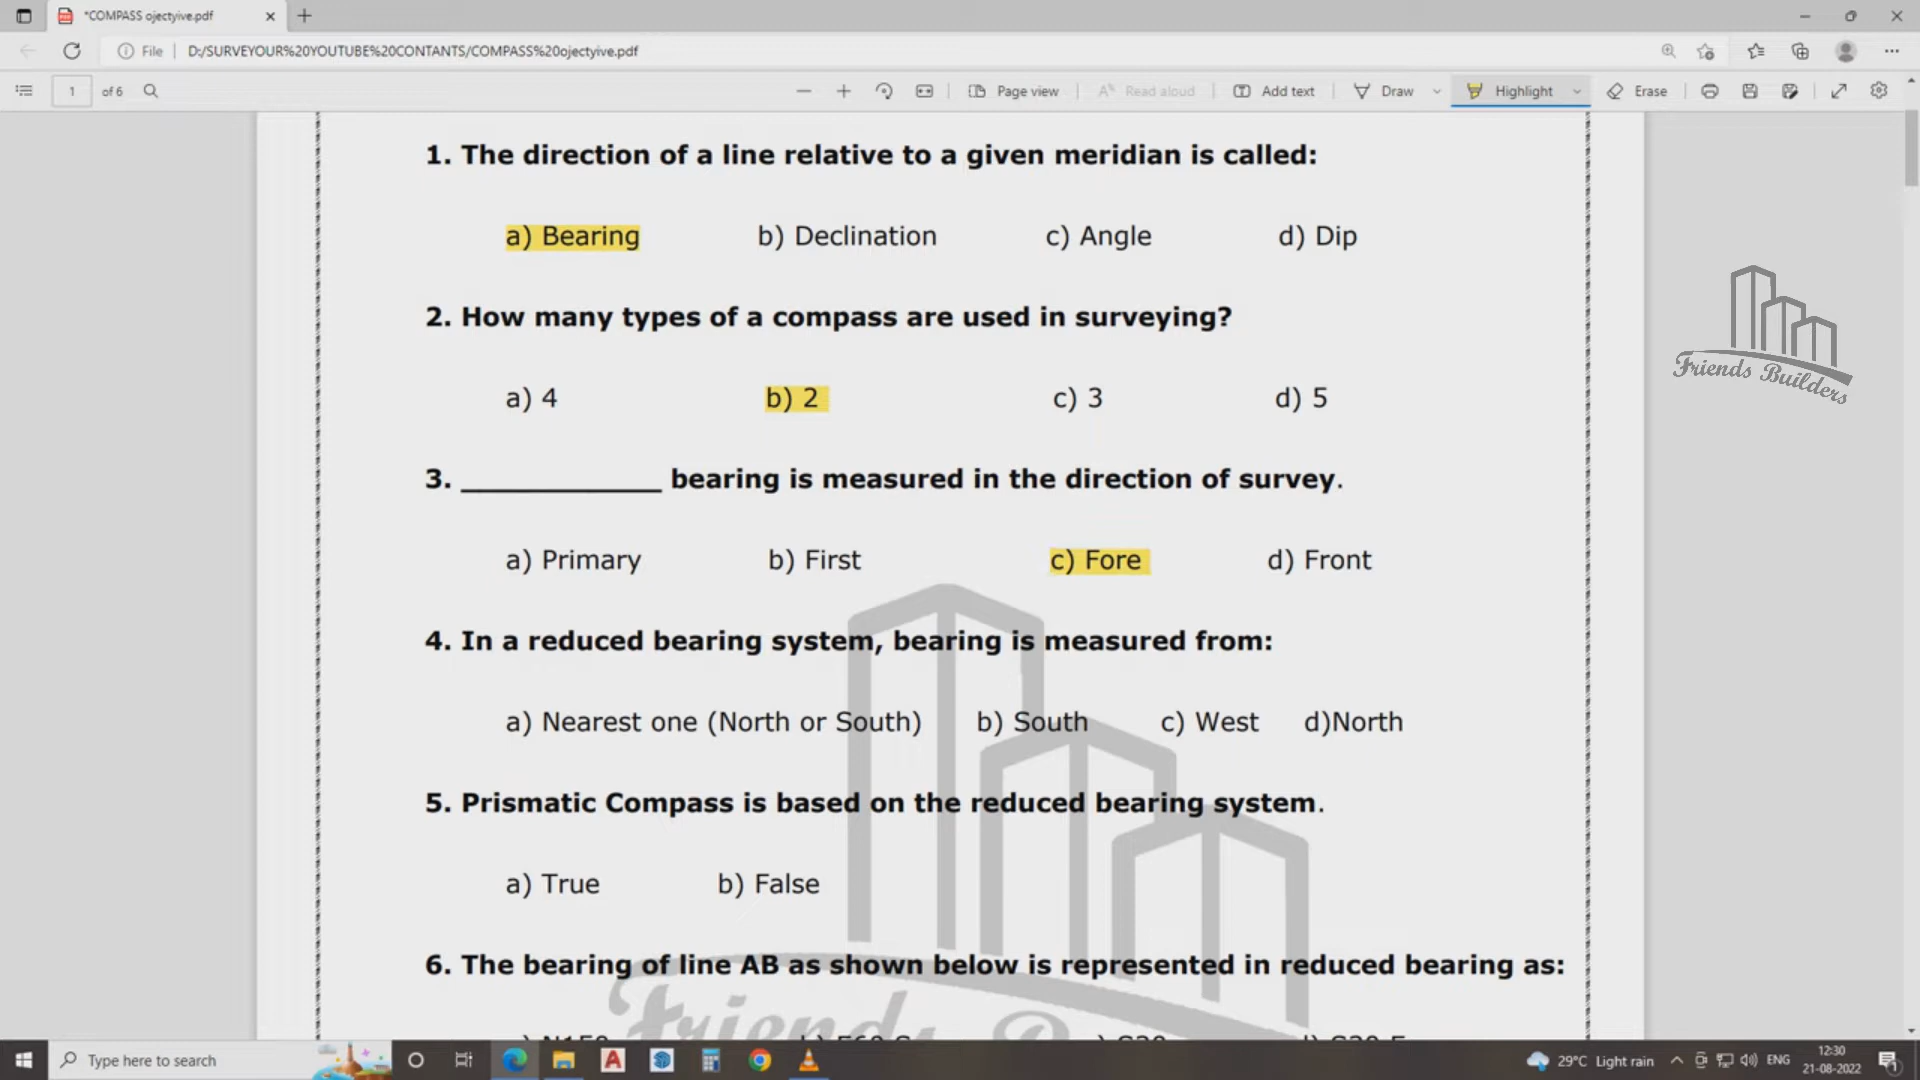 *COMPASS ojectyive.pdf
File D:/SURVEYOUR%20YOUTUBE%20CONTANTS/COMPASS%20ojectyive.pdf
1 of 6 Page view Read aloud Add text Draw Highlight Erase
1. The direction of a line relative to a given meridian is called:
a) Bearing b) Declination c) Angle d) Dip
2. How many types of a compass are used in surveying?
a) 4 b) 2 c) 3 d) 5
Friends Builders
3. ____________ bearing is measured in the direction of survey.
a) Primary b) First c) Fore d) Front
4. In a reduced bearing system, bearing is measured from:
a) Nearest one (North or South) b) South c) West d)North
5. Prismatic Compass is based on the reduced bearing system.
a) True b) False
6. The bearing of line AB as shown below is represented in reduced bearing as:
Type here to search 29°C Light rain ENG 12:30
21-08-2022